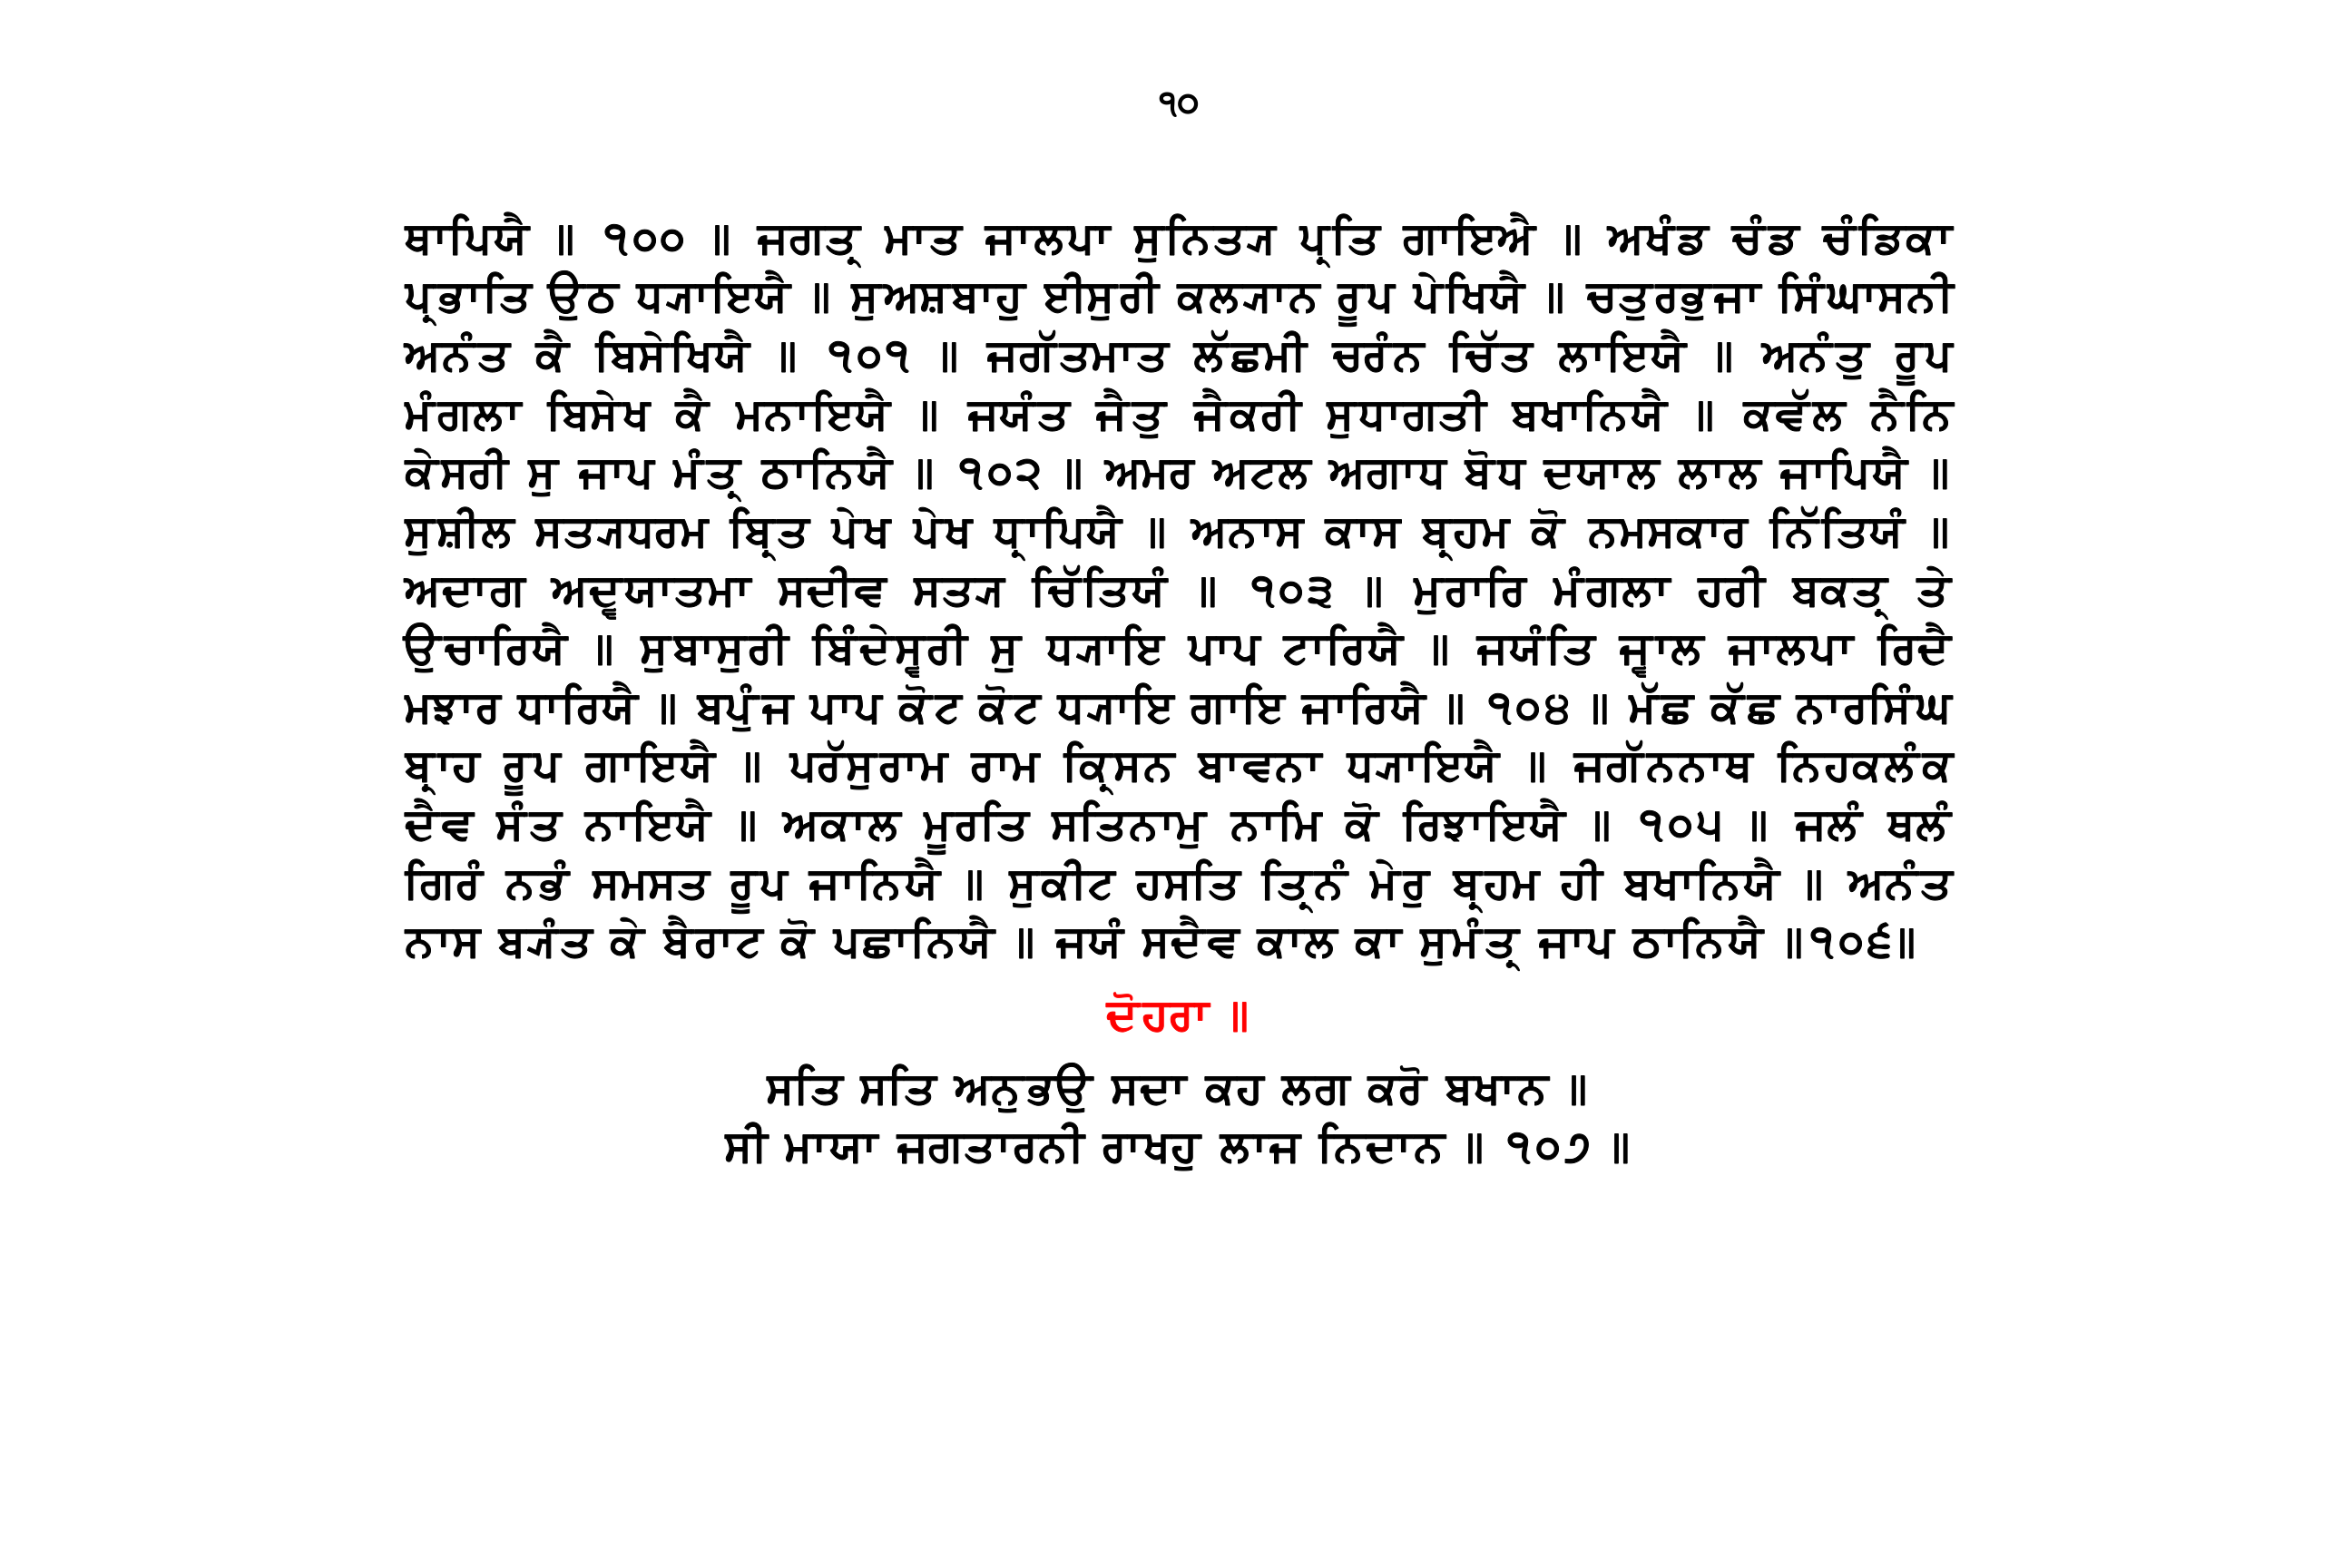 ੧੦
ਥਾਪਿਯੈ ॥ ੧੦੦ ॥ ਜਗਤ੍ਰ ਮਾਤ ਜਾਲਪਾ ਸੁਨਿਤੵ ਪ੍ਰਤਿ ਗਾਇਐ ॥ ਅਖੰਡ ਚੰਡ ਚੰਡਿਕਾ
ਪ੍ਰਭਾਤਿ ਉਠ ਧੵਾਇਯੈ ॥ ਸੁਅਸ਼ਬਾਹੁ ਈਸੁਰੀ ਕਲੵਾਨ ਰੂਪ ਪੇਖਿਯੈ ॥ ਚਤੁਰਭੁਜਾ ਸਿੰਘਾਸਨੀ
ਅਨੰਤ ਕੈ ਬਿਸੇਖਿਯੈ ॥ ੧੦੧ ॥ ਜਗੱਤਮਾਤ ਲੱਛਮੀ ਚਰੰਨ ਚਿੱਤ ਲਾਇਯੈ ॥ ਅਨੰਤੁ ਰੂਪ
ਮੰਗਲਾ ਬਿਸੇਖ ਕੈ ਮਨਾਇਯੈ ॥ ਜਯੰਤ ਜੈਤੁ ਜੈਕਰੀ ਸੁਧਾਗਤੀ ਬਖਾਨਿਯੈ ॥ ਕਵੱਲ ਨੈਨਿ
ਕੇਸਰੀ ਸੁ ਜਾਪ ਮੰਤ੍ਰ ਠਾਨਿਯੈ ॥ ੧੦੨ ॥ ਅਮਰ ਅਟਲ ਅਗਾਧ ਬੋਧ ਦਯਾਲ ਲਾਲ ਜਾਪਿਯੈ ॥
ਸੁਸ਼ੀਲ ਸਤੵਧਰਮ ਬ੍ਰਿਤ ਪੇਖ ਪੇਖ ਧ੍ਰਾਪਿਯੈ ॥ ਅਨਾਸ ਕਾਸ ਬ੍ਰਹਮ ਕੋ ਨਮਸਕਾਰ ਨਿੱਤਿਯੰ ॥
ਅਦਾਗ ਅਦ੍ਵਯਾਤਮਾ ਸਦੀਵ ਸਤੵ ਚਿੱਤਿਯੰ ॥ ੧੦੩ ॥ ਮੁਰਾਰਿ ਮੰਗਲਾ ਹਰੀ ਬਕਤ੍ਰ ਤੇ
ਉਚਾਰਿਯੈ ॥ ਸੁਬਾਸੁਰੀ ਬਿੰਦੇਸ੍ਵਰੀ ਸੁ ਧੵਾਇ ਪਾਪ ਟਾਰਿਯੈ ॥ ਜਯੰਤਿ ਜ੍ਵਾਲ ਜਾਲਪਾ ਰਿਦੈ
ਮਝਾਰ ਧਾਰਿਯੈ ॥ ਬਪੁੰਜ ਪਾਪ ਕੋਟ ਕੋਟ ਧੵਾਇ ਗਾਇ ਜਾਰਿਯੈ ॥ ੧੦੪ ॥ ਮੱਛ ਕੱਛ ਨਾਰਸਿੰਘ
ਬ੍ਰਾਹ ਰੂਪ ਗਾਇਯੈ ॥ ਪਰੱਸੁਰਾਮ ਰਾਮ ਕ੍ਰਿਸਨ ਬਾਵਨਾ ਧੵਾਇਯੈ ॥ ਜਗੱਨਨਾਥ ਨਿਹਕਲੰਕ
ਦੈਵ ਸੰਤ ਨਾਇਯੈ ॥ ਅਕਾਲ ਮੂਰਤਿ ਸਤਿਨਾਮੁ ਨਾਮਿ ਕੋ ਰਿਝਾਇਯੈ ॥ ੧੦੫ ॥ ਜਲੰ ਥਲੰ
ਗਿਰੰ ਨਭੰ ਸਮਸਤ ਰੂਪ ਜਾਨਿਯੈ ॥ ਸੁਕੀਟ ਹਸਤਿ ਤ੍ਰਿਨੰ ਮੇਰੁ ਬ੍ਰਹਮ ਹੀ ਬਖਾਨਿਯੈ ॥ ਅਨੰਤ
ਨਾਸ ਬੵੰਤ ਕੇ ਬੈਰਾਟ ਕੋ ਪਛਾਨਿਯੈ ॥ ਜਯੰ ਸਦੈਵ ਕਾਲ ਕਾ ਸੁਮੰਤ੍ਰ ਜਾਪ ਠਾਨਿਯੈ ॥੧੦੬॥
ਦੋਹਰਾ ॥
ਸਤਿ ਸਤਿ ਅਨੁਭਉ ਸਦਾ ਕਹ ਲਗ ਕਰੋ ਬਖਾਨ ॥
ਸੀ ਮਾਯਾ ਜਗਤਾਰਨੀ ਰਾਖਹੁ ਲਾਜ ਨਿਦਾਨ ॥ ੧੦੭ ॥